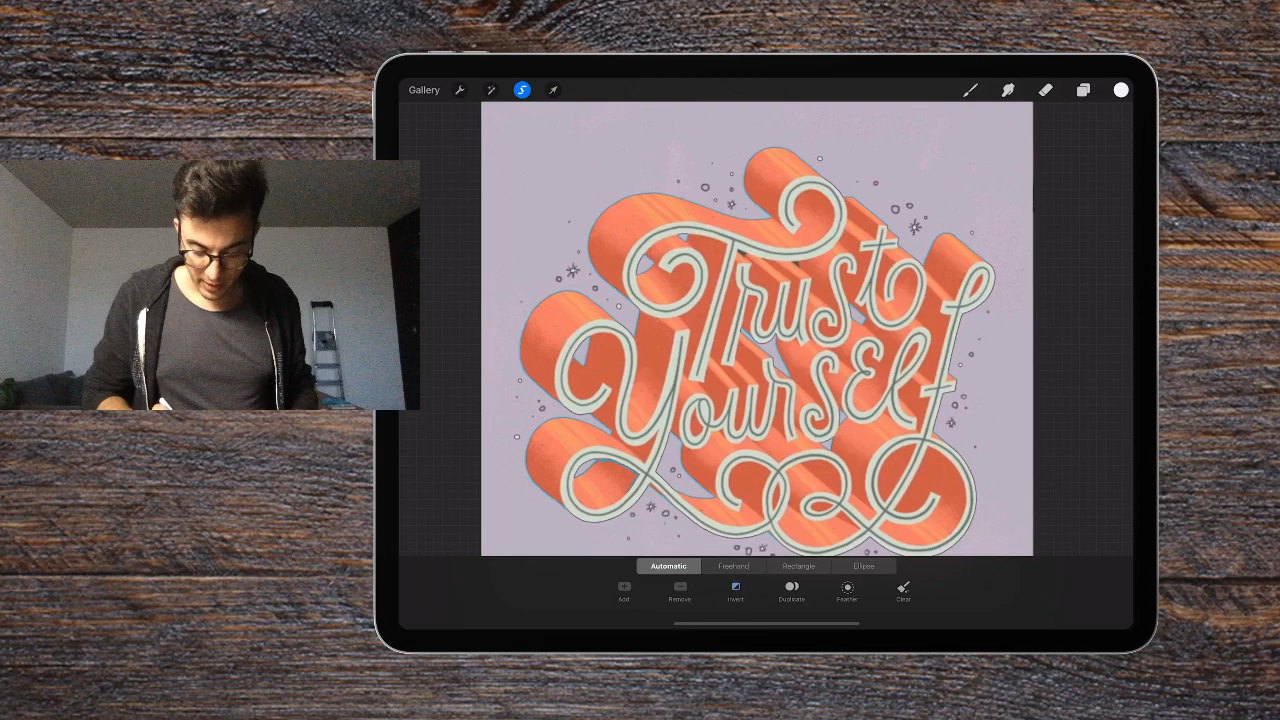 Gallery
Trust
Yourself
Automatic Freehand Rectangle Ellipse
Add Remove Invert Duplicate Feather Clear